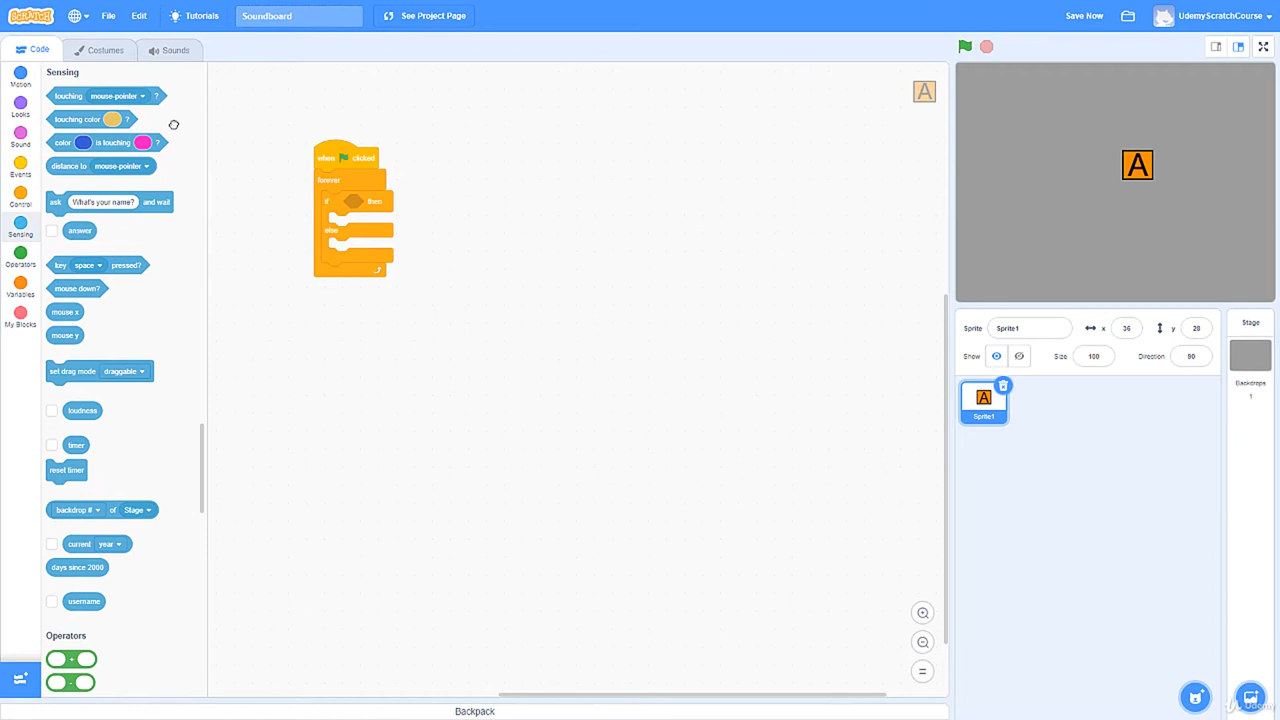 SCRATCH File Edit Tutorials Soundboard See Project Page Save Now UdemyScratchCourse
Code Costumes Sounds
Motion
Looks
Sound
Events
Control
Sensing
Operators
Variables
My Blocks
Sensing
touching mouse-pointer ?
touching color ?
color is touching ?
distance to mouse-pointer
ask What's your name? and wait
answer
key space pressed?
mouse down?
mouse x
mouse y
set drag mode draggable
loudness
timer
reset timer
backdrop # of Stage
current year
days since 2000
username
Operators
+
-
when clicked
forever
if then
else
A
A
Sprite Sprite1 x 36 y 28
Show Size 100 Direction 90
A
Sprite1
Stage
Backdrops
1
Backpack
Udemy